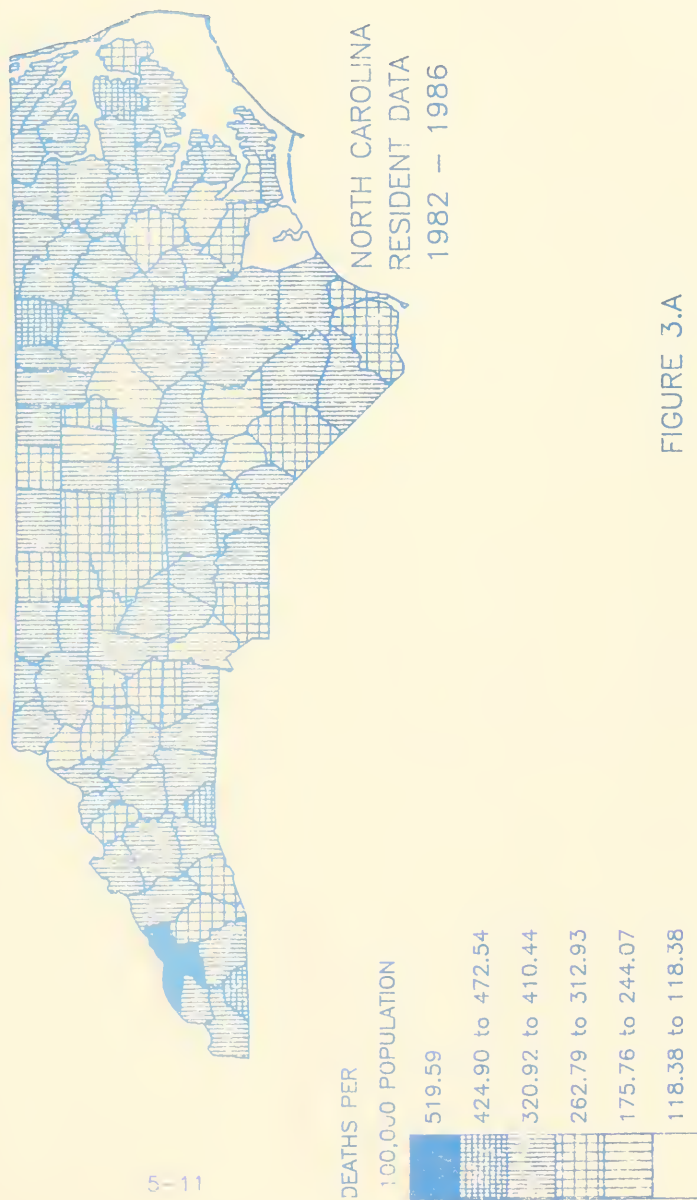 NORTH CAROLINA
RESIDENT DATA
1982 – 1986
DEATHS PER
100,000 POPULATION
519.59
424.90 to 472.54
320.92 to 410.44
262.79 to 312.93
175.76 to 244.07
118.38 to 118.38
FIGURE 3.A
5-11